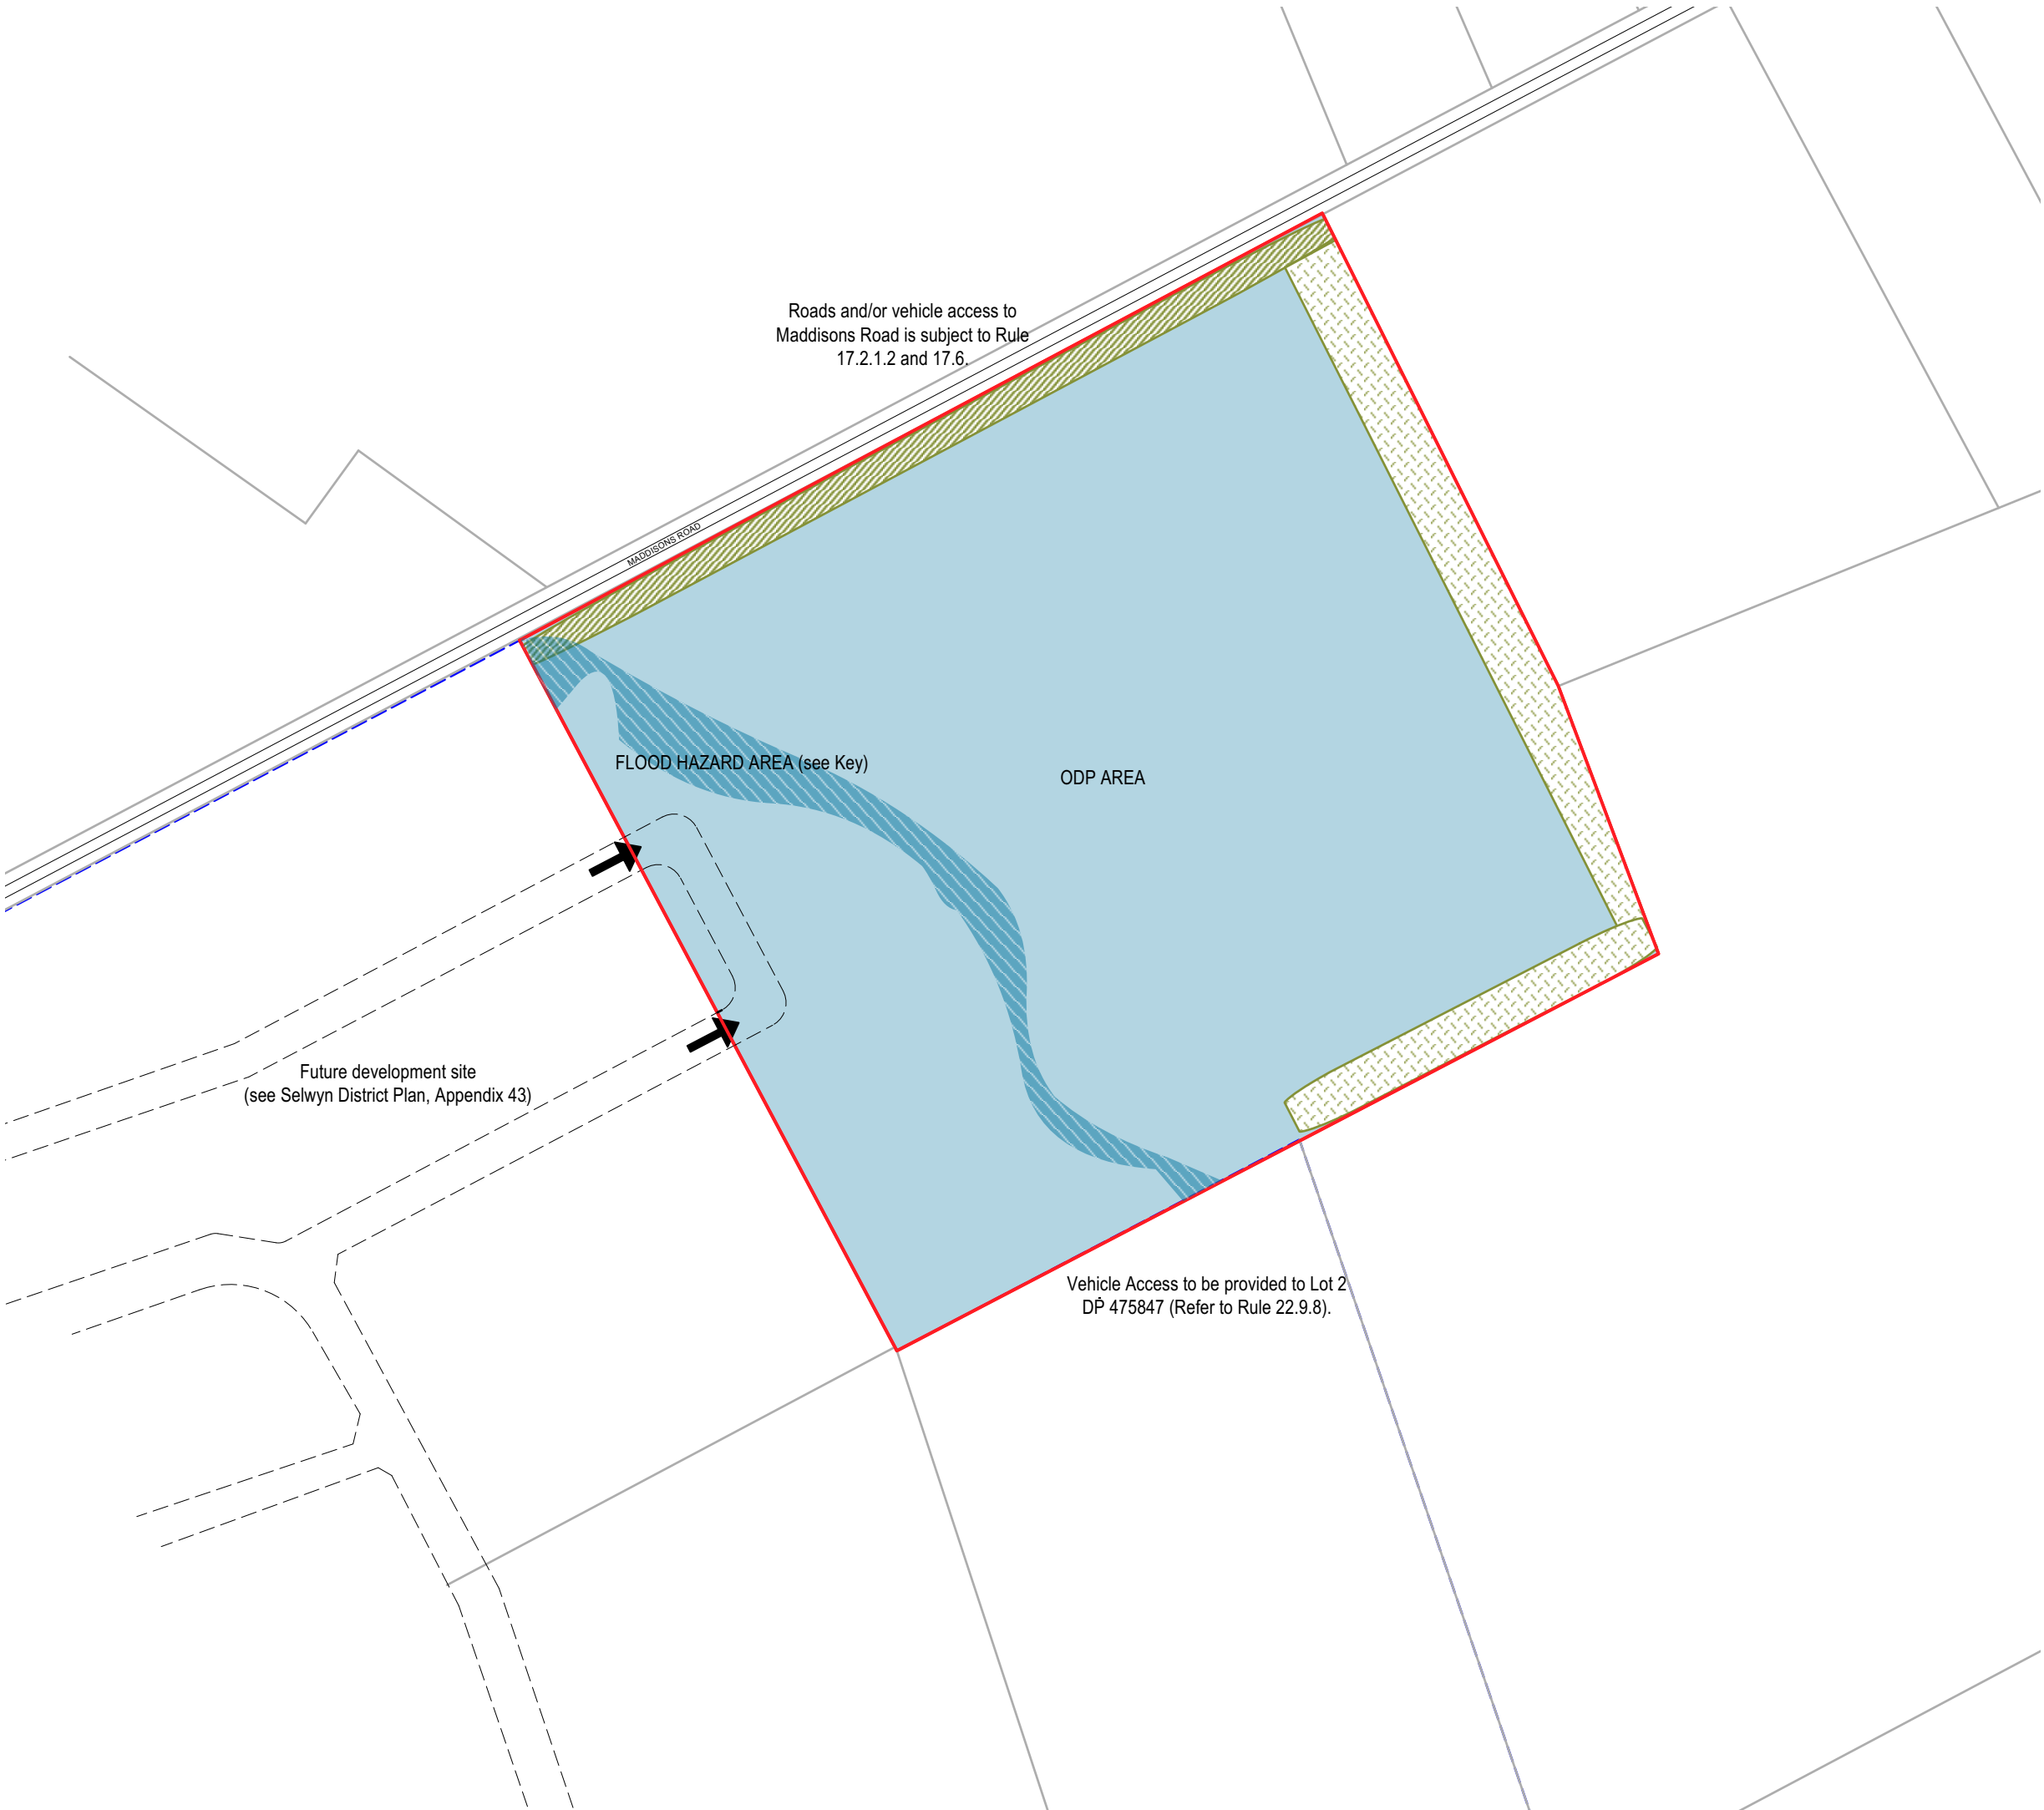 Roads and/or vehicle access to
Maddisons Road is subject to Rule
17.2.1.2 and 17.6.
MADDISONS ROAD
FLOOD HAZARD AREA (see Key)
ODP AREA
Future development site
(see Selwyn District Plan, Appendix 43)
Vehicle Access to be provided to Lot 2
DP 475847 (Refer to Rule 22.9.8).